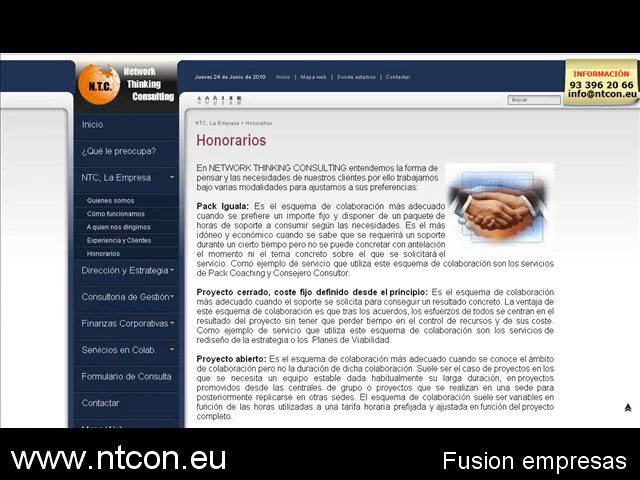 N.T.C.
Network
Thinking
Consulting
Jueves 24 de Junio de 2010
Inicio | Mapa web | Donde estamos | Contactar
INFORMACIÓN
93 396 20 66
info@ntcon.eu
Buscar
NTC, La Empresa > Honorarios
Inicio
¿Qué le preocupa?
NTC, La Empresa
Quienes somos
Cómo funcionamos
A quien nos dirigimos
Experiencia y Clientes
Honorarios
Dirección y Estrategia
Consultoria de Gestión
Finanzas Corporativas
Servicios en Colab.
Formulario de Consulta
Contactar
Honorarios
En NETWORK THINKING CONSULTING entendemos la forma de
pensar y las necesidades de nuestros clientes por ello trabajamos
bajo varias modalidades para ajustarnos a sus preferencias:
Pack Iguala: Es el esquema de colaboración más adecuado
cuando se prefiere un importe fijo y disponer de un paquete de
horas de soporte a consumir según las necesidades. Es el más
idóneo y económico cuando se sabe que se requerirá un soporte
durante un cierto tiempo pero no se puede concretar con antelación
el momento ni el tema concreto sobre el que se solicitará el
servicio. Como ejemplo de servicio que utiliza este esquema de colaboración son los servicios
de Pack Coaching y Consejero Consultor.
Proyecto cerrado, coste fijo definido desde el principio: Es el esquema de colaboración
más adecuado cuando el soporte se solicita para conseguir un resultado concreto. La ventaja de
este esquema de colaboración es que tras los acuerdos, los esfuerzos de todos se centran en el
resultado del proyecto sin tener que perder tiempo en el control de recursos y de sus coste.
Como ejemplo de servicio que utiliza este esquema de colaboración son los servicios de
rediseño de la estrategia o los Planes de Viabilidad.
Proyecto abierto: Es el esquema de colaboración más adecuado cuando se conoce el ámbito
de colaboración pero no la duración de dicha colaboración. Suele ser el caso de proyectos en los
que se necesita un equipo estable dada habitualmente su larga duración, en proyectos
promovidos desde las centrales de grupo o proyectos que se realizan en una sede para
posteriormente replicarse en otras sedes. El esquema de colaboración suele ser variables en
función de las horas utilizadas a una tarifa horaria prefijada y ajustada en función del proyecto
completo.
www.ntcon.eu
Fusion empresas